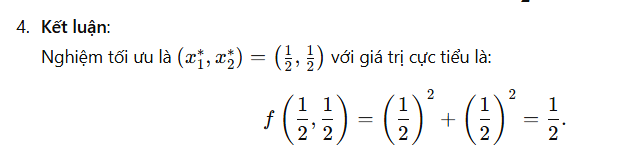 4. Kết luận:
Nghiệm tối ưu là (x₁*, x₂*) = (1/2, 1/2) với giá trị cực tiểu là:
f (1/2, 1/2) = (1/2)² + (1/2)² = 1/2.